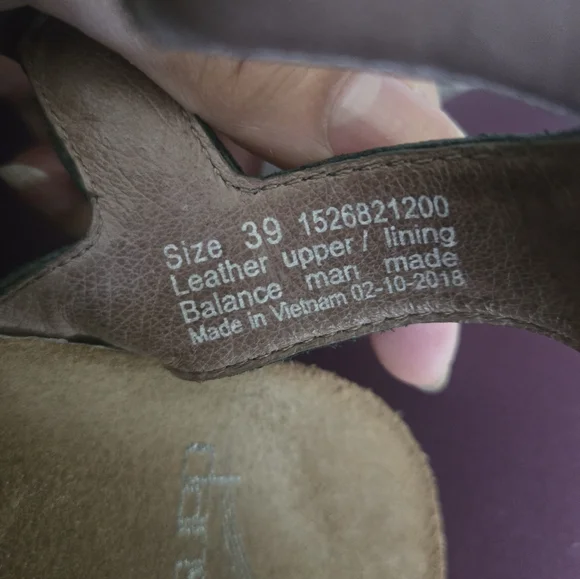 Size 39 1526821200
Leather upper / lining
Balance man made
Made in Vietnam 02-10-2018